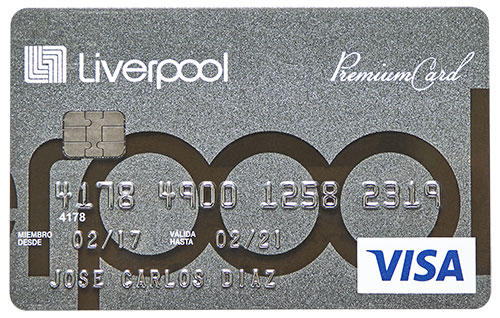 Liverpool
PremiumCard
erpool
4178 4900 1258 2319
4178
MIEMBRO DESDE 02/17 VÁLIDA HASTA 02/21
JOSE CARLOS DIAZ
VISA